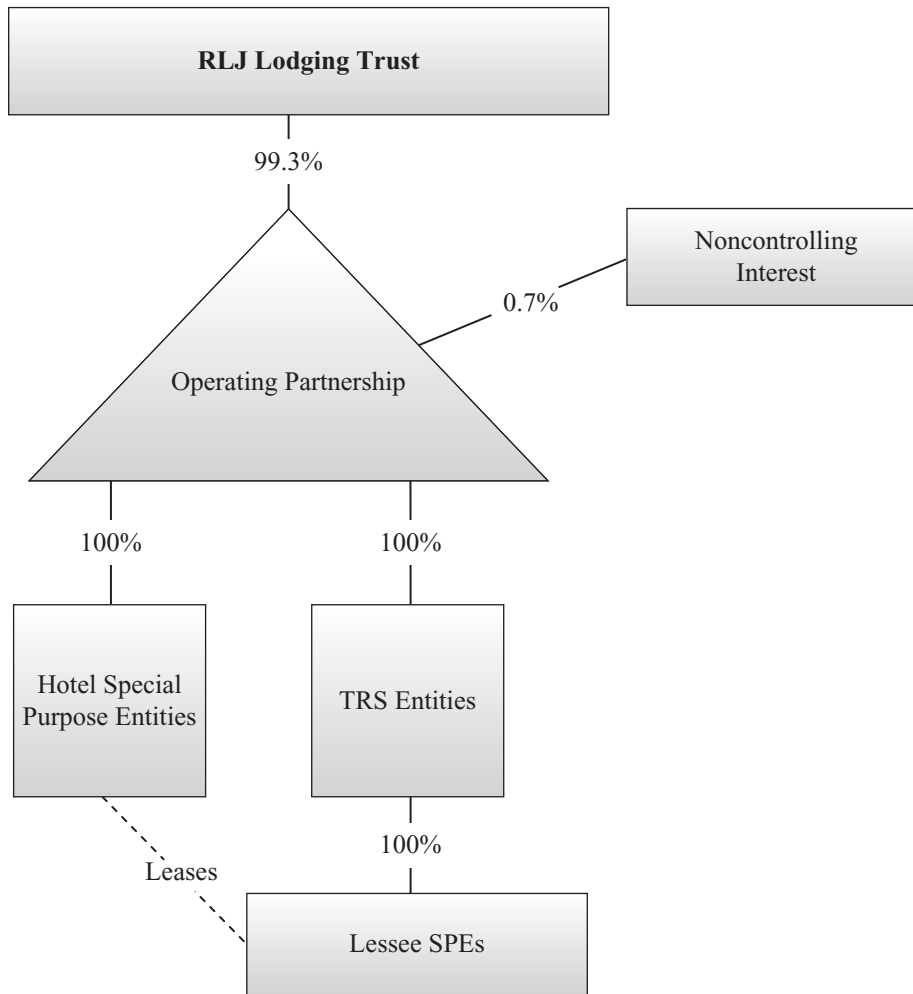 RLJ Lodging Trust
99.3%
Noncontrolling
Interest
0.7%
Operating Partnership
100%
100%
Hotel Special
Purpose Entities
TRS Entities
100%
Leases
Lessee SPEs